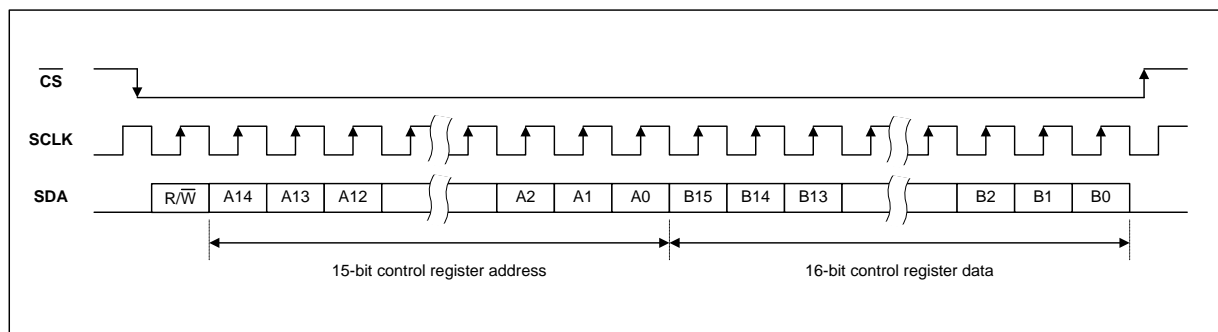 CS
SCLK
SDA R/W A14 A13 A12 A2 A1 A0 B15 B14 B13 B2 B1 B0
15-bit control register address 16-bit control register data